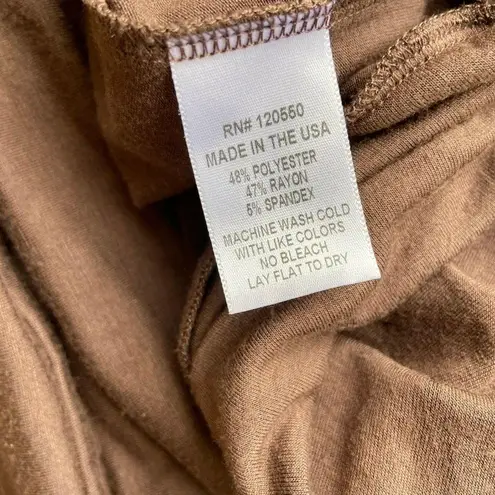 RN# 120550
MADE IN THE USA
48% POLYESTER
47% RAYON
5% SPANDEX
MACHINE WASH COLD
WITH LIKE COLORS
NO BLEACH
LAY FLAT TO DRY